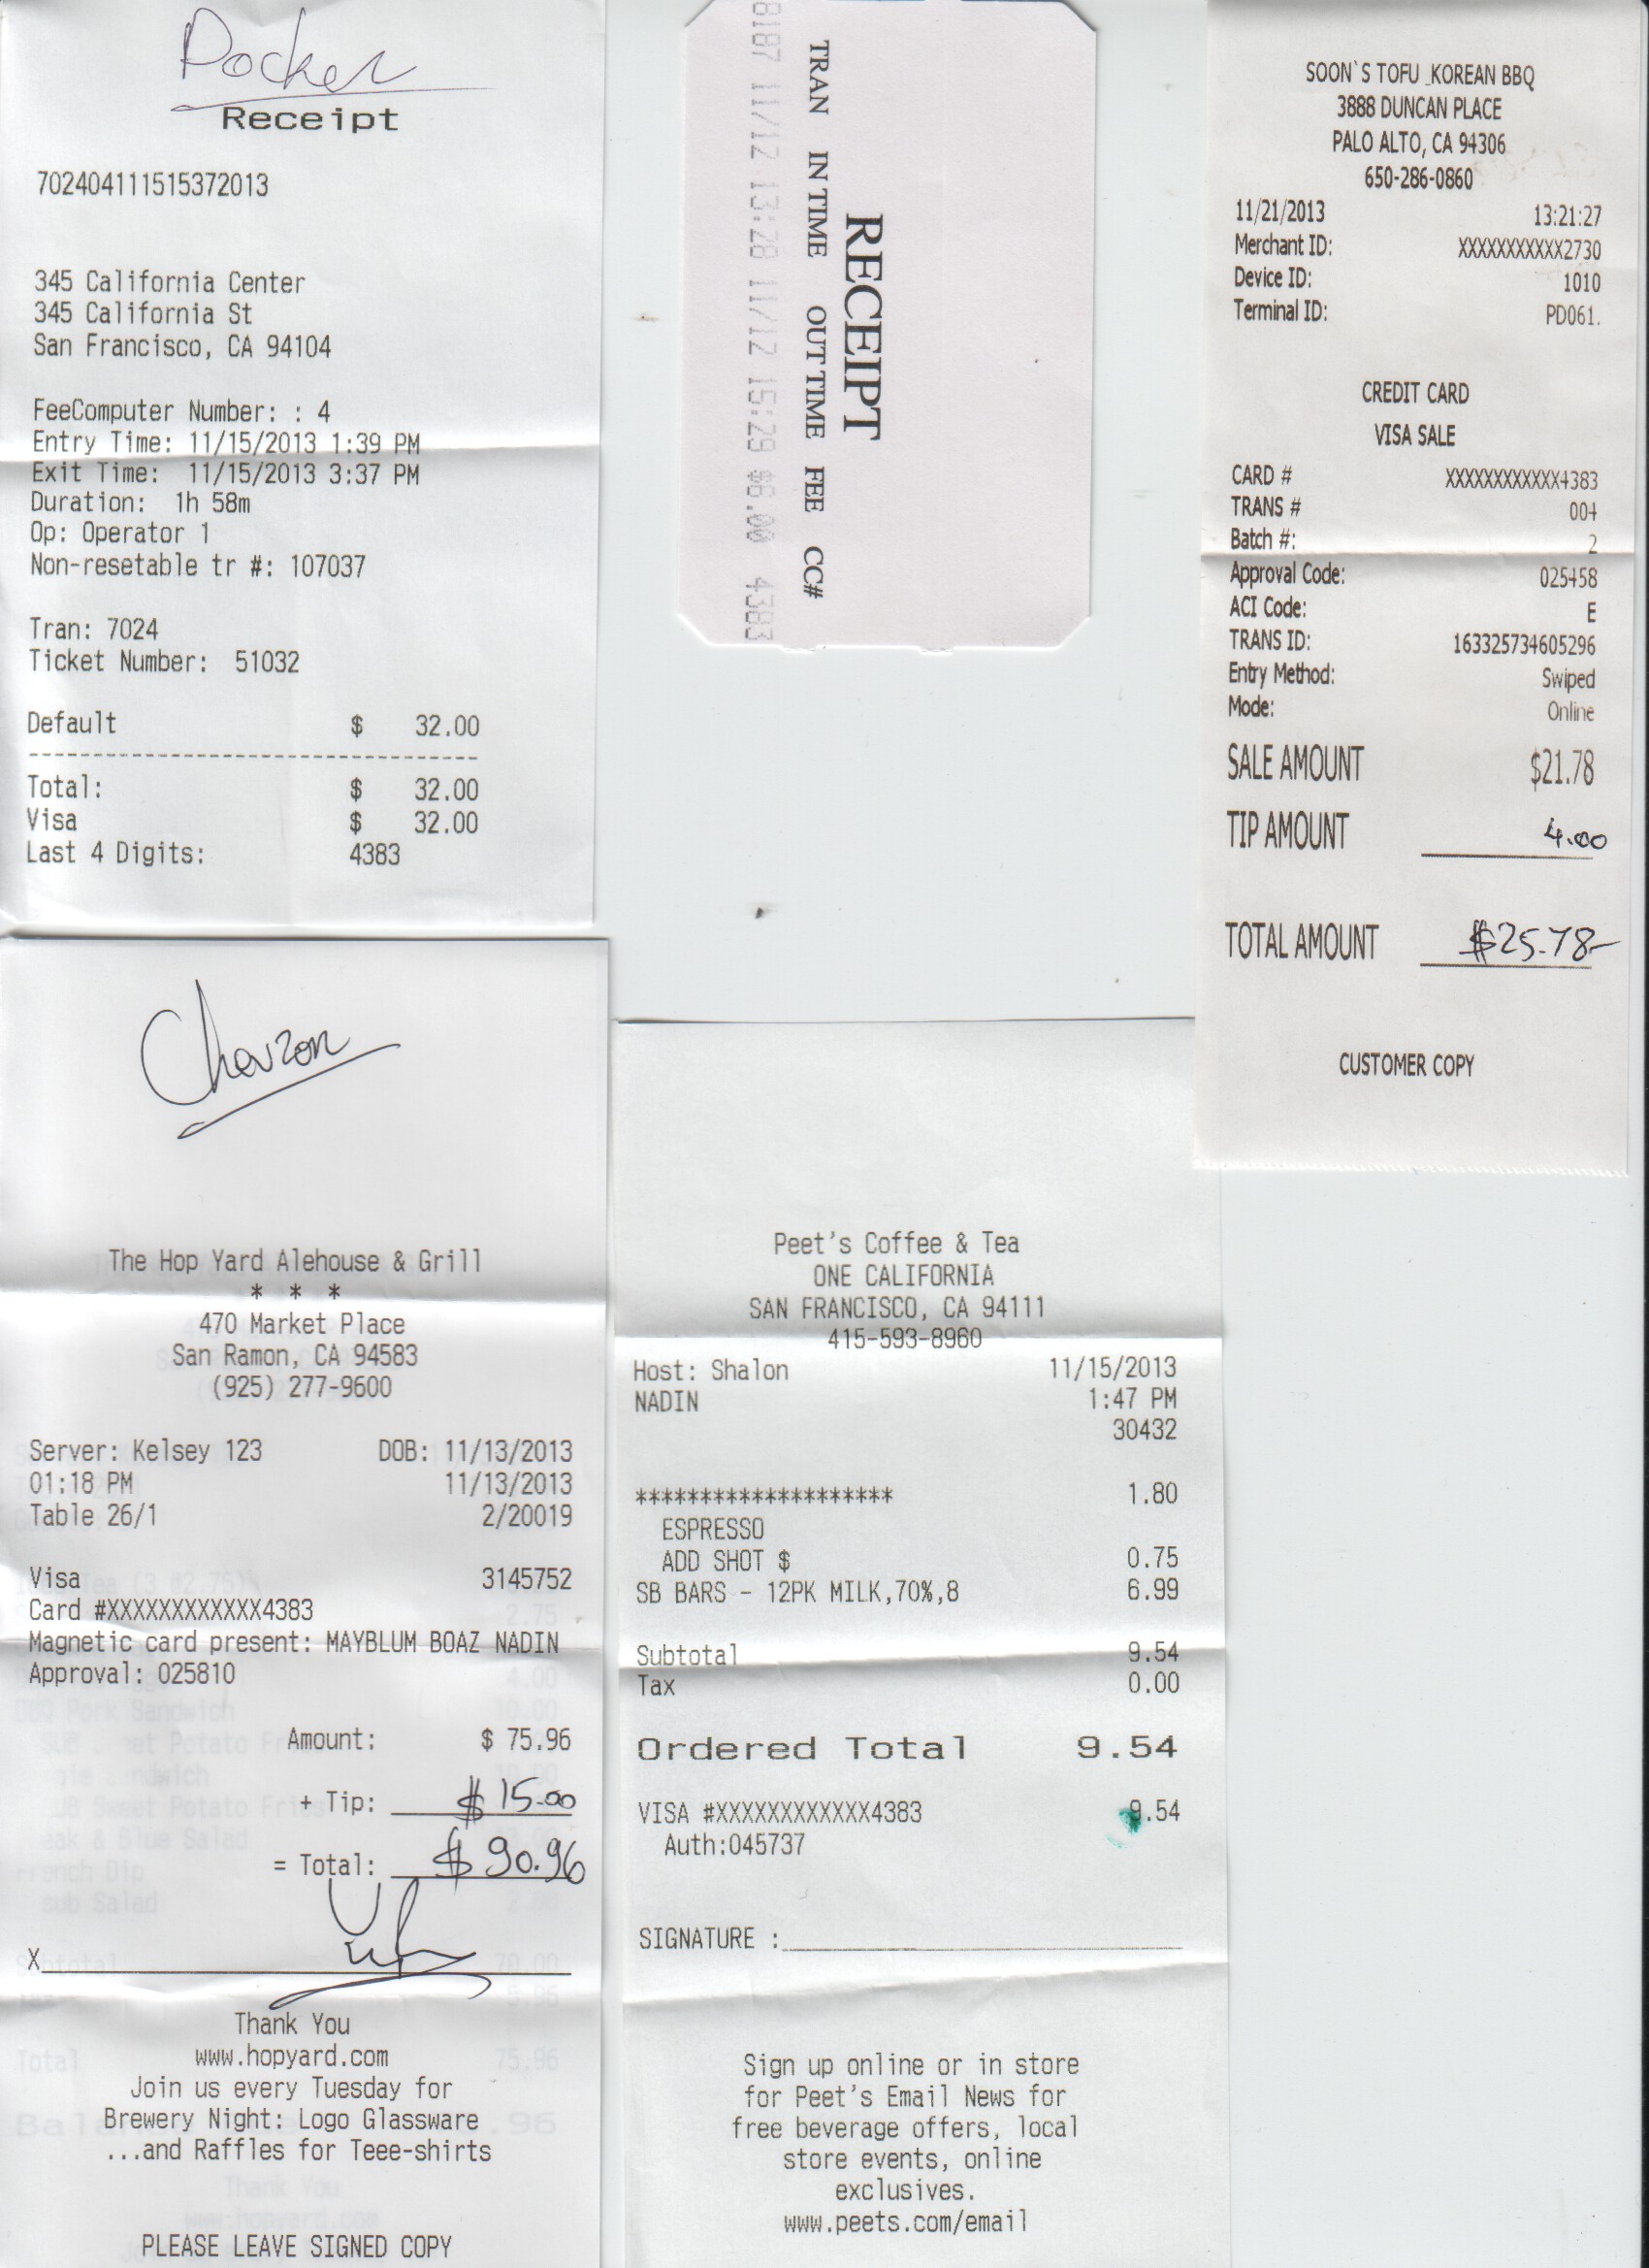 Docker
Receipt
702404111515372013
345 California Center
345 California St
San Francisco, CA 94104
FeeComputer Number: : 4
Entry Time: 11/15/2013 1:39 PM
Exit Time: 11/15/2013 3:37 PM
Duration: 1h 58m
Op: Operator 1
Non-resetable tr #: 107037
Tran: 7024
Ticket Number: 51032
Default $ 32.00
--------------------------------
Total: $ 32.00
Visa $ 32.00
Last 4 Digits: 4383
RECEIPT
TRAN IN TIME OUT TIME FEE CC#
8187 11/12 13:28 11/12 15:29 $6.00 4383
SOON`S TOFU KOREAN BBQ
3888 DUNCAN PLACE
PALO ALTO, CA 94306
650-286-0860
11/21/2013 13:21:27
Merchant ID: XXXXXXXXXXX2730
Device ID: 1010
Terminal ID: PD061.
CREDIT CARD
VISA SALE
CARD # XXXXXXXXXXXX4383
TRANS # 004
Batch #: 2
Approval Code: 025458
ACI Code: E
TRANS ID: 163325734605296
Entry Method: Swiped
Mode: Online
SALE AMOUNT $21.78
TIP AMOUNT 4.00
TOTAL AMOUNT $25.78
CUSTOMER COPY
Chevron
The Hop Yard Alehouse & Grill
* * *
470 Market Place
San Ramon, CA 94583
(925) 277-9600
Server: Kelsey 123 DOB: 11/13/2013
01:18 PM 11/13/2013
Table 26/1 2/20019
Visa 3145752
Card #XXXXXXXXXXXX4383
Magnetic card present: MAYBLUM BOAZ NADIN
Approval: 025810
Amount: $ 75.96
+ Tip: $ 15.00
= Total: $ 90.96
X
Thank You
www.hopyard.com
Join us every Tuesday for
Brewery Night: Logo Glassware
...and Raffles for Teee-shirts
PLEASE LEAVE SIGNED COPY
Peet's Coffee & Tea
ONE CALIFORNIA
SAN FRANCISCO, CA 94111
415-593-8960
Host: Shalon 11/15/2013
NADIN 1:47 PM
30432
******************** 1.80
ESPRESSO
ADD SHOT $ 0.75
SB BARS - 12PK MILK,70%,8 6.99
Subtotal 9.54
Tax 0.00
Ordered Total 9.54
VISA #XXXXXXXXXXXX4383 9.54
Auth:045737
SIGNATURE :
Sign up online or in store
for Peet's Email News for
free beverage offers, local
store events, online
exclusives.
www.peets.com/email